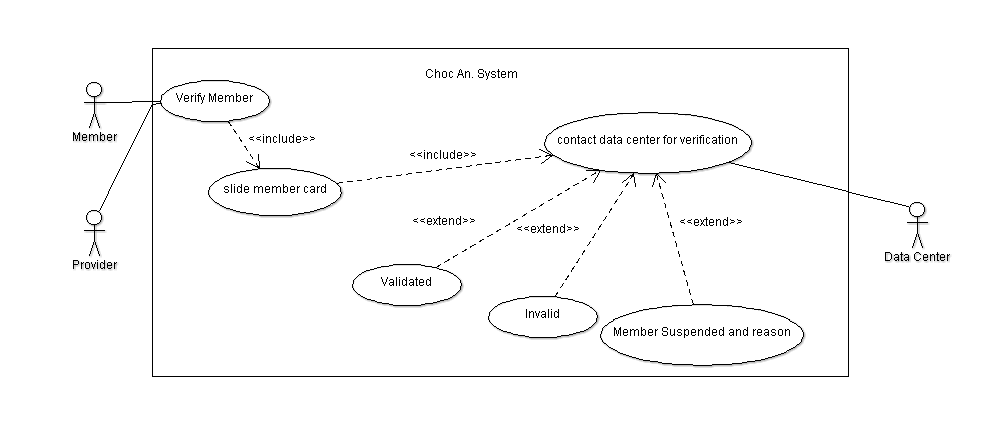 Choc An. System
Verify Member
Member
<<include>>
contact data center for verification
<<include>>
slide member card
<<extend>>
<<extend>>
<<extend>>
Provider
Data Center
Validated
Invalid
Member Suspended and reason